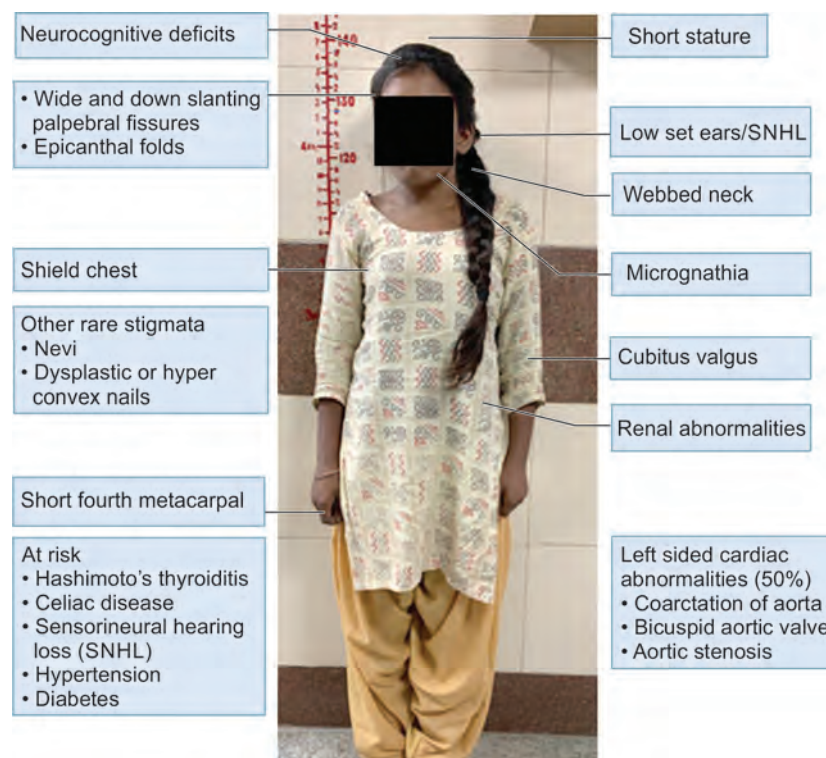 Neurocognitive deficits
• Wide and down slanting
palpebral fissures
• Epicanthal folds
Shield chest
Other rare stigmata
• Nevi
• Dysplastic or hyper
convex nails
Short fourth metacarpal
At risk
• Hashimoto's thyroiditis
• Celiac disease
• Sensorineural hearing
loss (SNHL)
• Hypertension
• Diabetes
140
130
120
Short stature
Low set ears/SNHL
Webbed neck
Micrognathia
Cubitus valgus
Renal abnormalities
Left sided cardiac
abnormalities (50%)
• Coarctation of aorta
• Bicuspid aortic valve
• Aortic stenosis